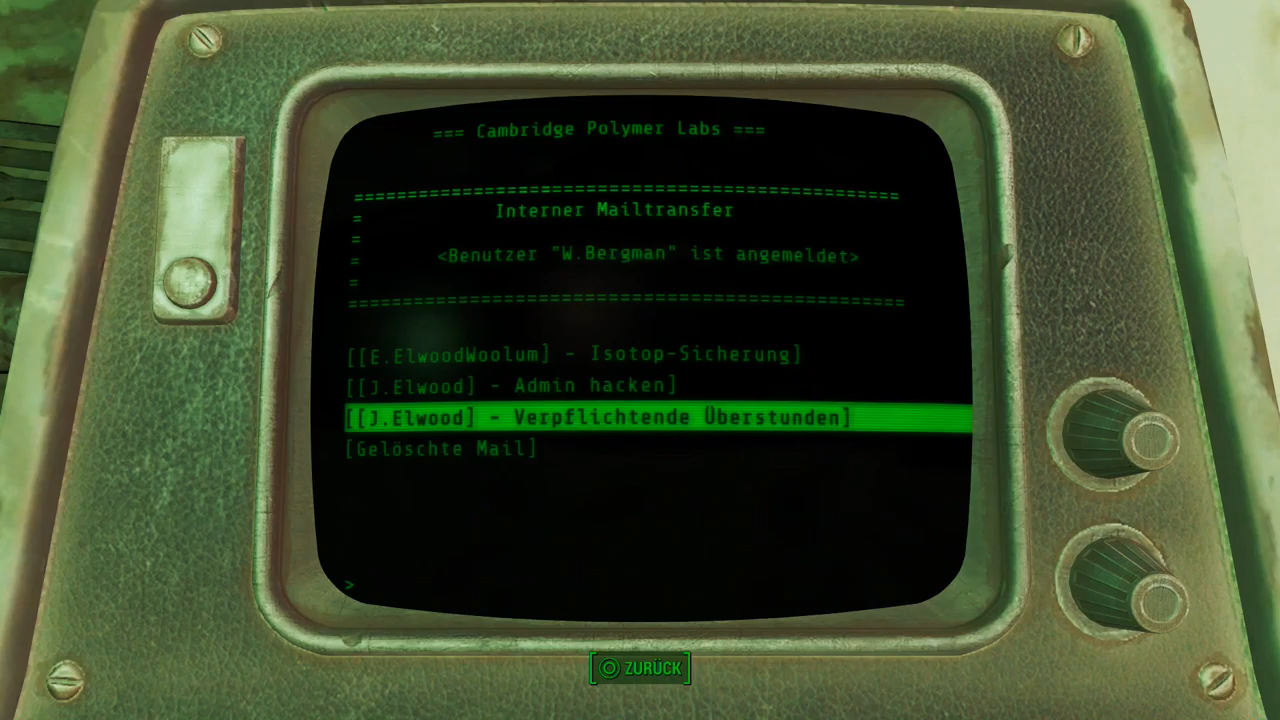 === Cambridge Polymer Labs ===
===================================================
= Interner Mailtransfer
=
= <Benutzer "W.Bergman" ist angemeldet>
=
====================================================
[[E.ElwoodWoolum] - Isotop-Sicherung]
[[J.Elwood] - Admin hacken]
[[J.Elwood] - Verpflichtende Überstunden]
[Gelöschte Mail]
>
[ZURÜCK]